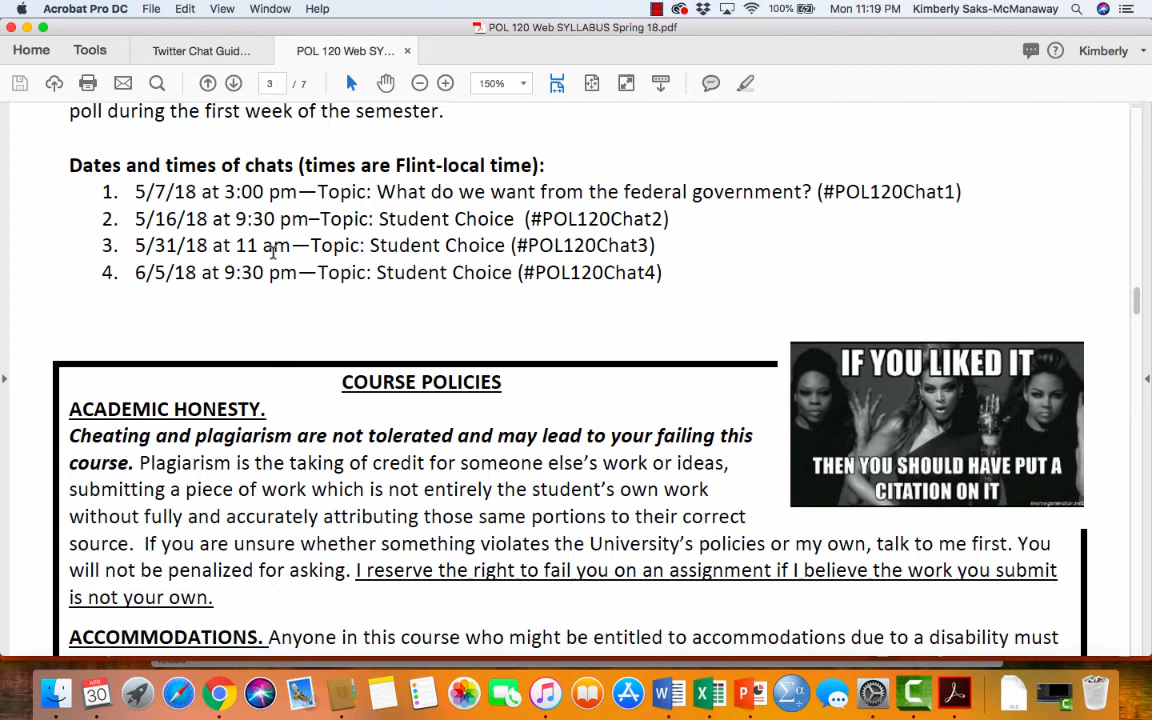 Acrobat Pro DC File Edit View Window Help 100% Mon 11:19 PM Kimberly Saks-McManaway
POL 120 Web SYLLABUS Spring 18.pdf
Home Tools Twitter Chat Guid... POL 120 Web SY... × Kimberly
3 / 7 150%
poll during the first week of the semester.
Dates and times of chats (times are Flint-local time):
1. 5/7/18 at 3:00 pm—Topic: What do we want from the federal government? (#POL120Chat1)
2. 5/16/18 at 9:30 pm–Topic: Student Choice (#POL120Chat2)
3. 5/31/18 at 11 am—Topic: Student Choice (#POL120Chat3)
4. 6/5/18 at 9:30 pm—Topic: Student Choice (#POL120Chat4)
COURSE POLICIES
ACADEMIC HONESTY.
Cheating and plagiarism are not tolerated and may lead to your failing this
course. Plagiarism is the taking of credit for someone else's work or ideas,
submitting a piece of work which is not entirely the student's own work
without fully and accurately attributing those same portions to their correct
source. If you are unsure whether something violates the University's policies or my own, talk to me first. You
will not be penalized for asking. I reserve the right to fail you on an assignment if I believe the work you submit
is not your own.
ACCOMMODATIONS. Anyone in this course who might be entitled to accommodations due to a disability must
IF YOU LIKED IT
THEN YOU SHOULD HAVE PUT A
CITATION ON IT
memegenerator.net
APR
30